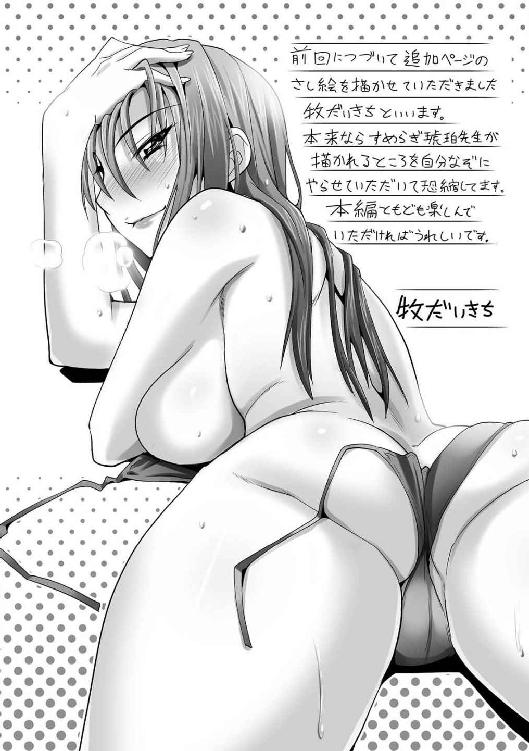 前回につづいて追加ページの
さし絵を描かせていただきました
牧だいきちといいます。
本来ならすめらぎ琥珀先生が
描かれるところを自分なぞに
やらせていただいて恐縮してます。
本編ともども楽しんで
いただければうれしいです。
牧だいきち